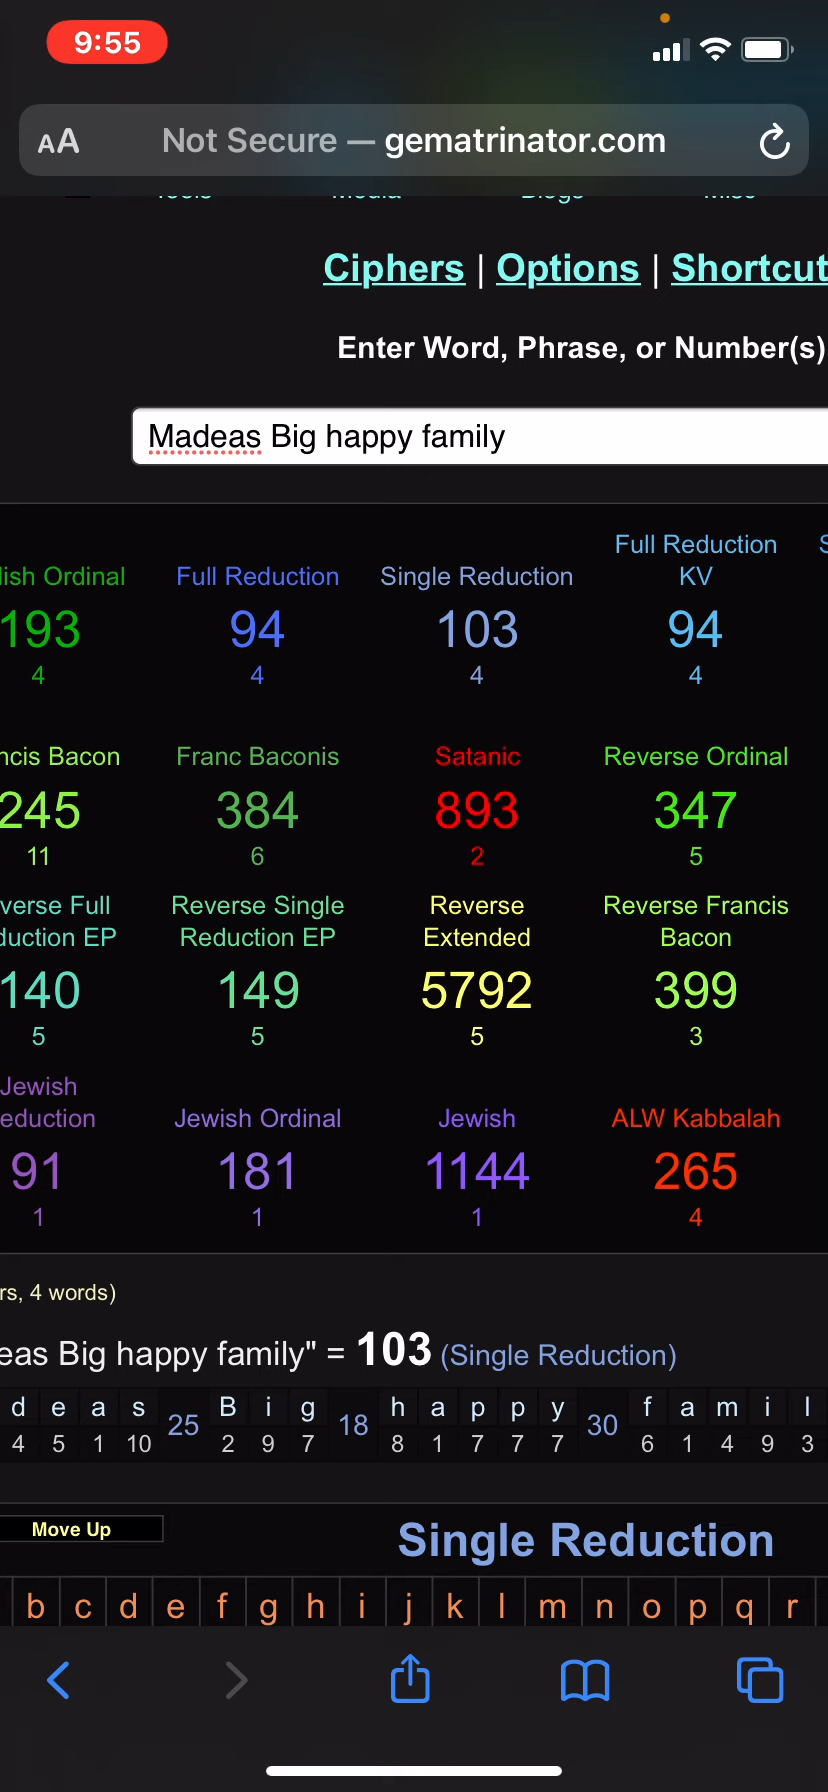 9:55
AA Not Secure — gematrinator.com
Ciphers | Options | Shortcut
Enter Word, Phrase, or Number(s)
Madeas Big happy family
lish Ordinal Full Reduction Single Reduction Full Reduction KV
193 94 103 94
4 4 4 4
ncis Bacon Franc Baconis Satanic Reverse Ordinal
245 384 893 347
11 6 2 5
verse Full Reverse Single Reverse Reverse Francis
duction EP Reduction EP Extended Bacon
140 149 5792 399
5 5 5 3
Jewish
eduction Jewish Ordinal Jewish ALW Kabbalah
91 181 1144 265
1 1 1 4
rs, 4 words)
eas Big happy family" = 103 (Single Reduction)
d e a s 25 B i g 18 h a p p y 30 f a m i l
4 5 1 10 2 9 7 8 1 7 7 7 6 1 4 9 3
Move Up Single Reduction
b c d e f g h i j k l m n o p q r